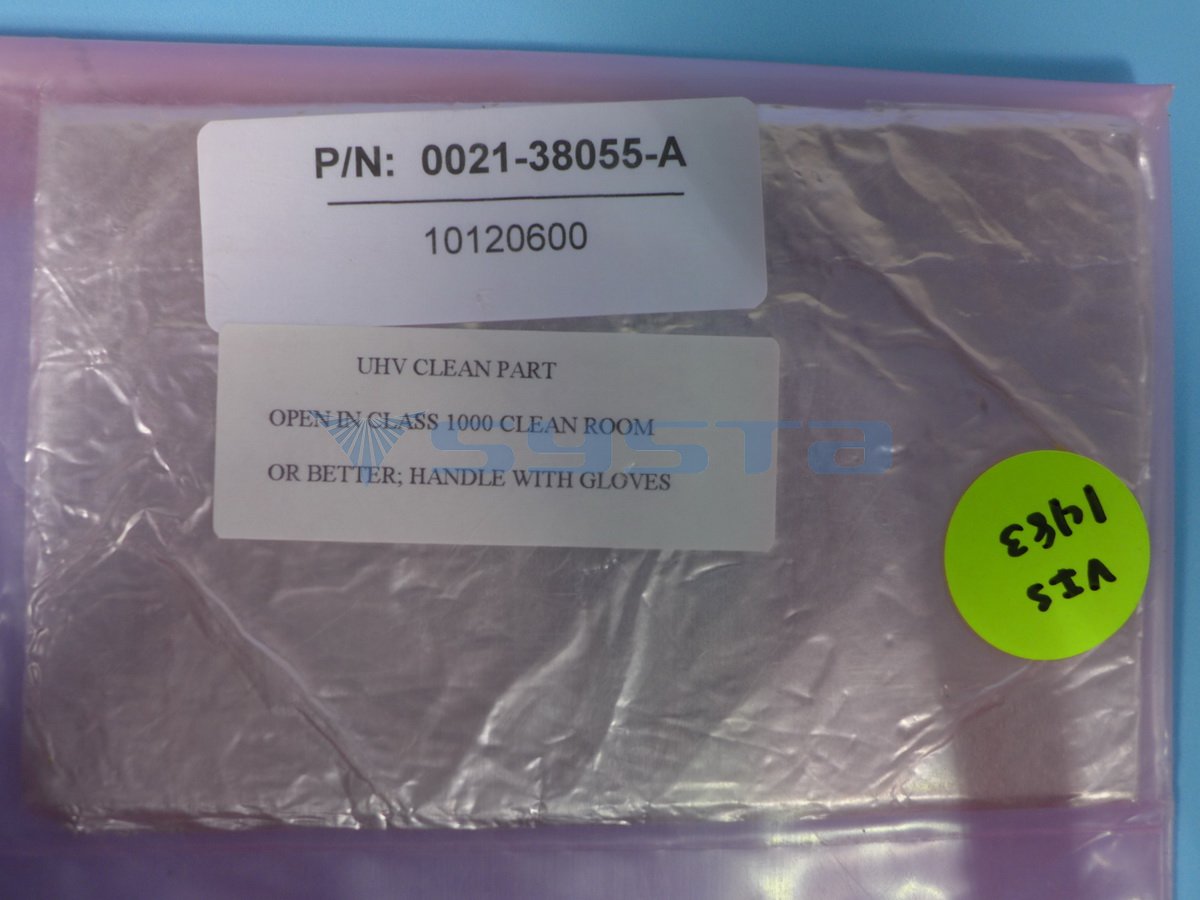 P/N: 0021-38055-A
10120600
UHV CLEAN PART
OPEN IN CLASS 1000 CLEAN ROOM
OR BETTER; HANDLE WITH GLOVES
systa
VIS
1983